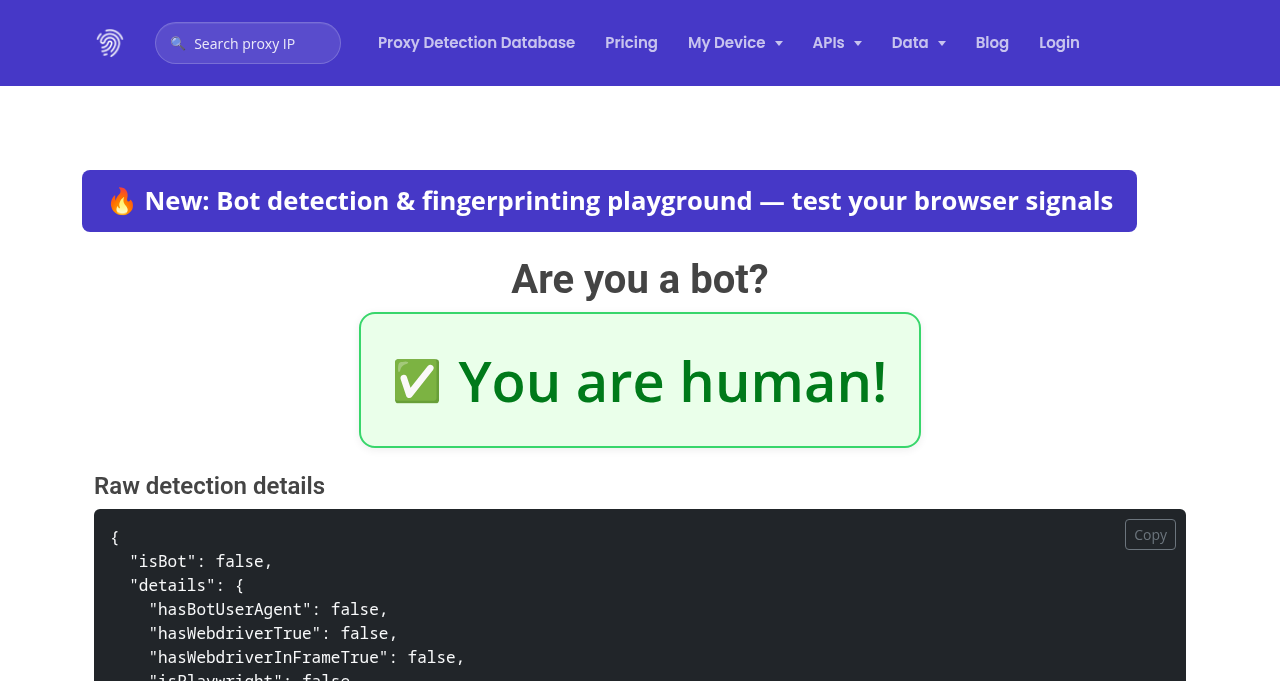 🔍 Search proxy IP
Proxy Detection Database
Pricing
My Device
APIs
Data
Blog
Login
🔥 New: Bot detection & fingerprinting playground — test your browser signals
Are you a bot?
✅ You are human!
Raw detection details
Copy
{
"isBot": false,
"details": {
"hasBotUserAgent": false,
"hasWebdriverTrue": false,
"hasWebdriverInFrameTrue": false,
"isPlaywright": false,